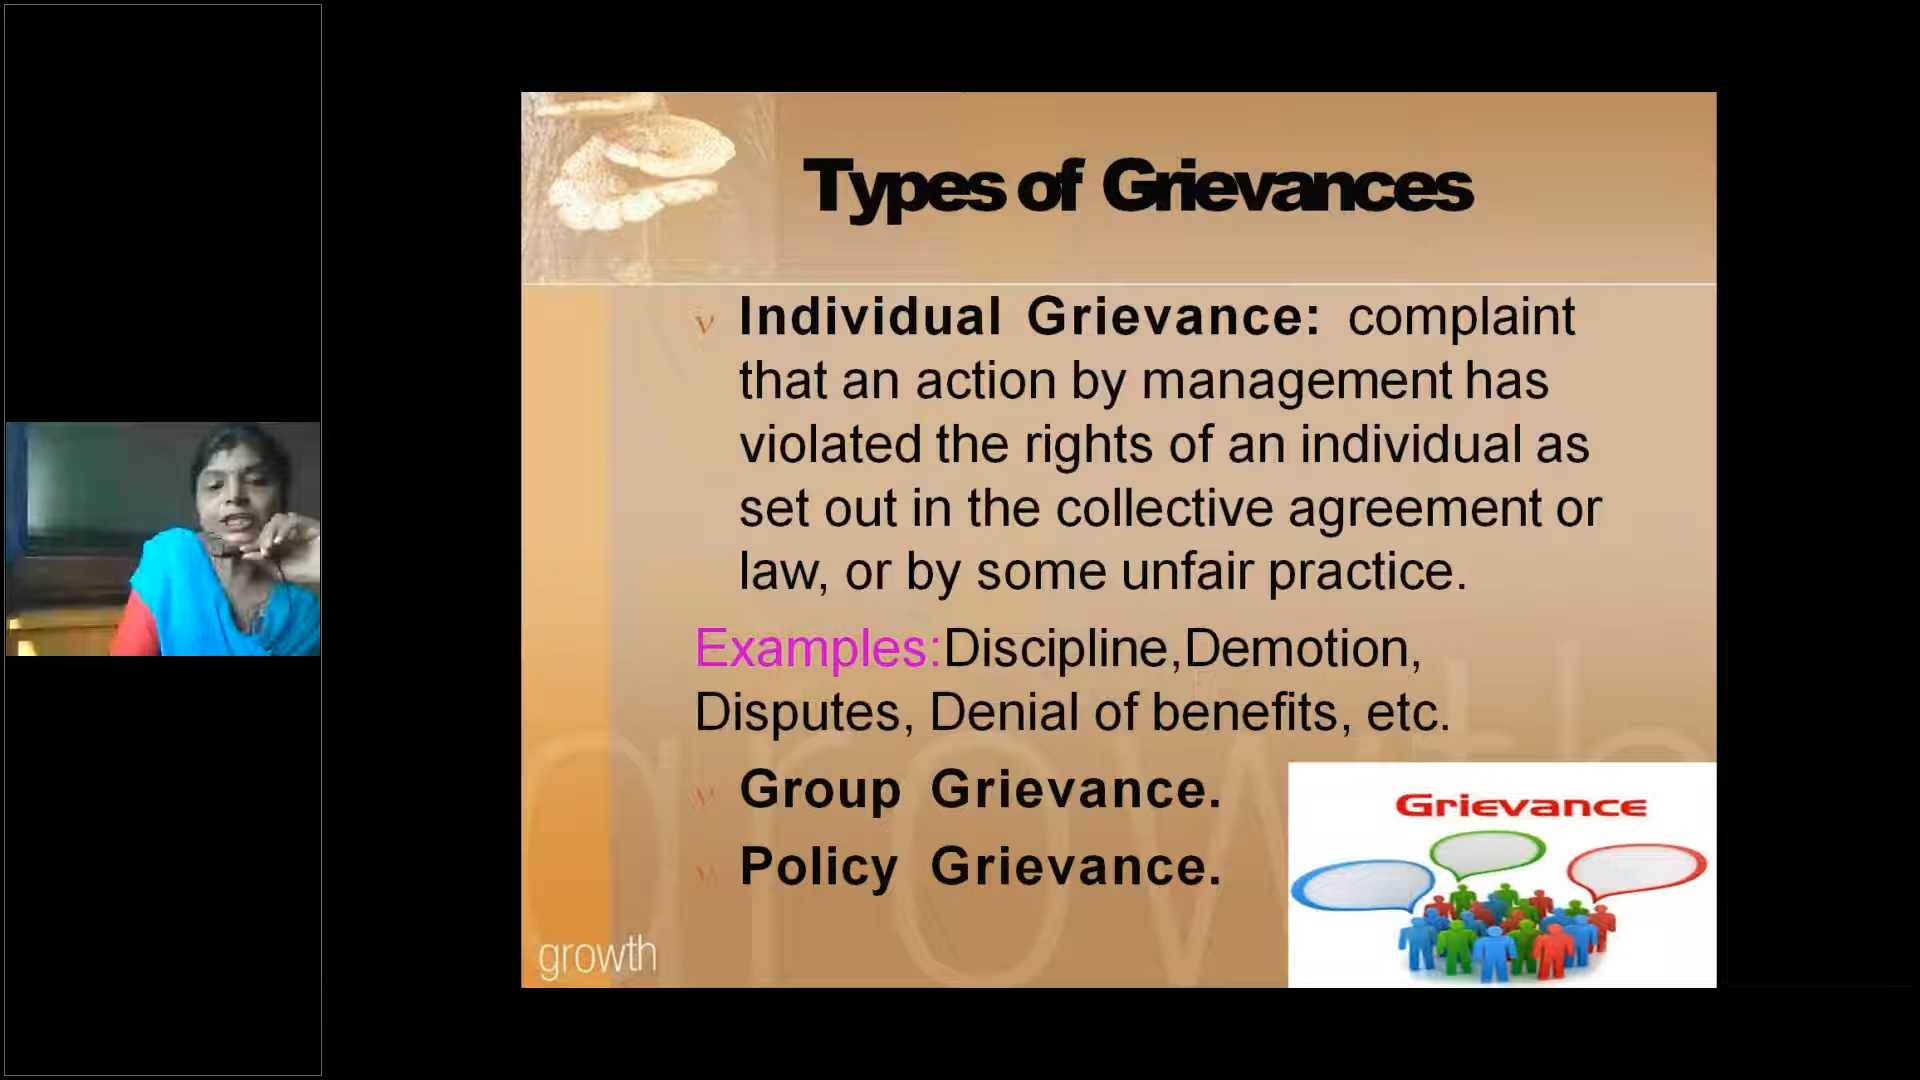 Types of Grievances
Individual Grievance: complaint
that an action by management has
violated the rights of an individual as
set out in the collective agreement or
law, or by some unfair practice.
Examples:Discipline,Demotion,
Disputes, Denial of benefits, etc.
Group Grievance.
Policy Grievance.
Grievance
growth
growth